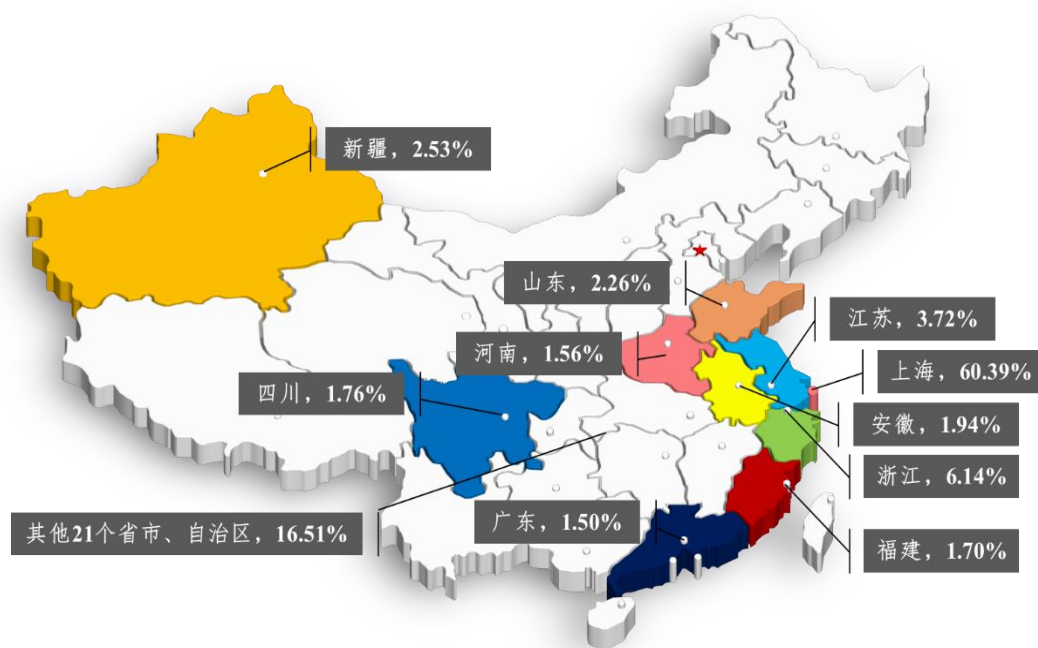 新疆，2.53%
山东，2.26%
江苏，3.72%
河南，1.56%
上海，60.39%
四川，1.76%
安徽，1.94%
浙江，6.14%
广东，1.50%
其他21个省市、自治区，16.51%
福建，1.70%